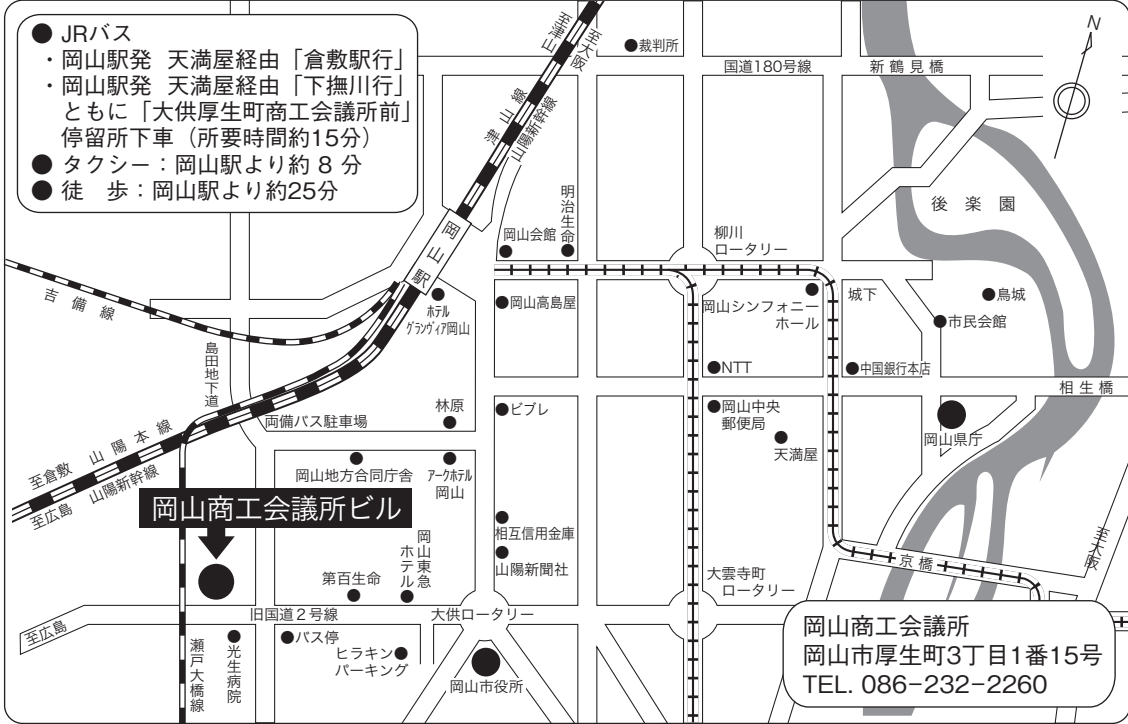 ● JRバス
・岡山駅発 天満屋経由「倉敷駅行」
・岡山駅発 天満屋経由「下撫川行」
ともに「大供厚生町商工会議所前」
停留所下車（所要時間約15分）
● タクシー：岡山駅より約8分
● 徒　歩：岡山駅より約25分
至津山
至大阪
裁判所
国道180号線
新鶴見橋
N
津山線
山陽新幹線
後楽園
明治生命
岡山会館
柳川
ロータリー
岡山駅
吉備線
ホテル
グランヴィア岡山
岡山高島屋
岡山シンフォニー
ホール
城下
烏城
市民会館
島田地下道
NTT
中国銀行本店
相生橋
両備バス駐車場
林原
ビブレ
岡山中央
郵便局
天満屋
岡山県庁
至倉敷
山陽本線
至広島
山陽新幹線
岡山地方合同庁舎
アークホテル
岡山
岡山商工会議所ビル
相互信用金庫
山陽新聞社
岡山東急
ホテル
第百生命
大雲寺町
ロータリー
京橋
至大阪
旧国道2号線
大供ロータリー
至広島
瀬戸大橋線
光生病院
バス停
ヒラキン
パーキング
岡山市役所
岡山商工会議所
岡山市厚生町3丁目1番15号
TEL. 086-232-2260